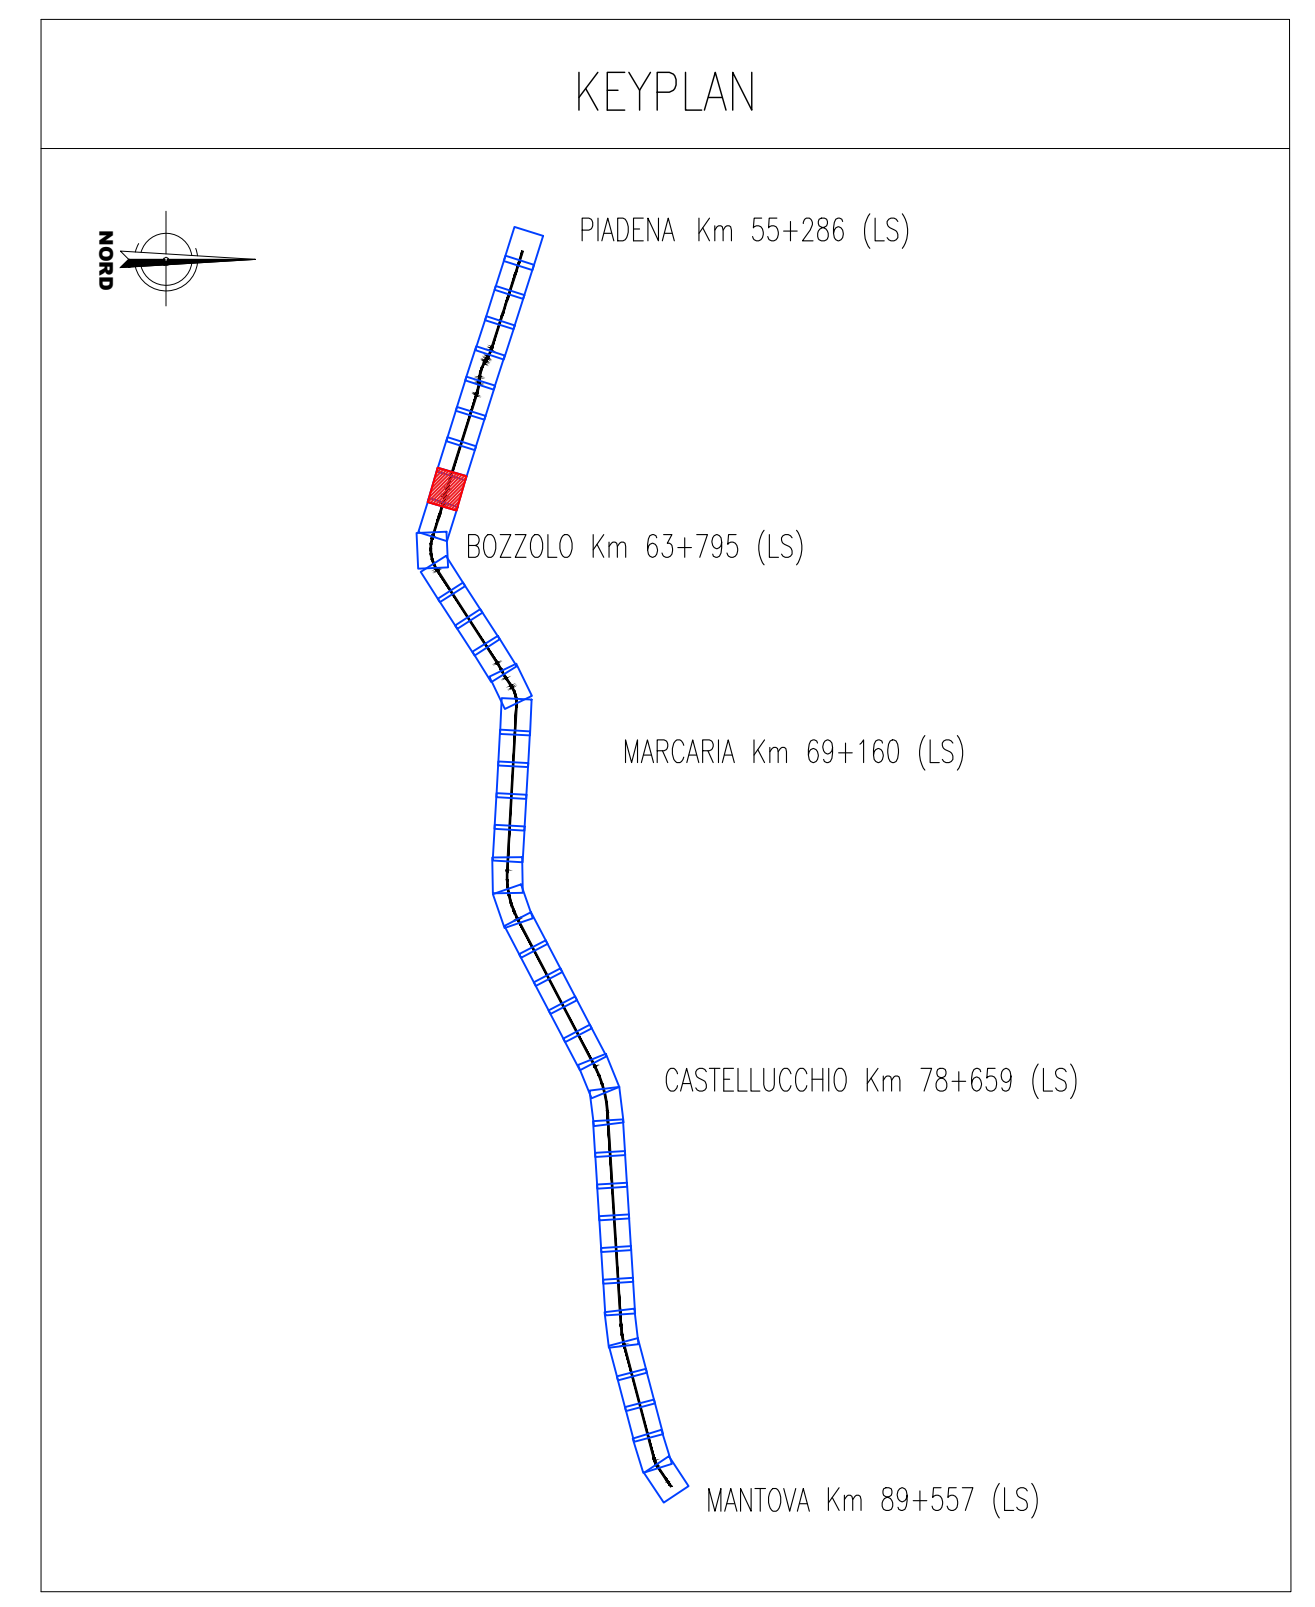 KEYPLAN
NORD
PIADENA Km 55+286 (LS)
BOZZOLO Km 63+795 (LS)
MARCARIA Km 69+160 (LS)
CASTELLUCCHIO Km 78+659 (LS)
MANTOVA Km 89+557 (LS)